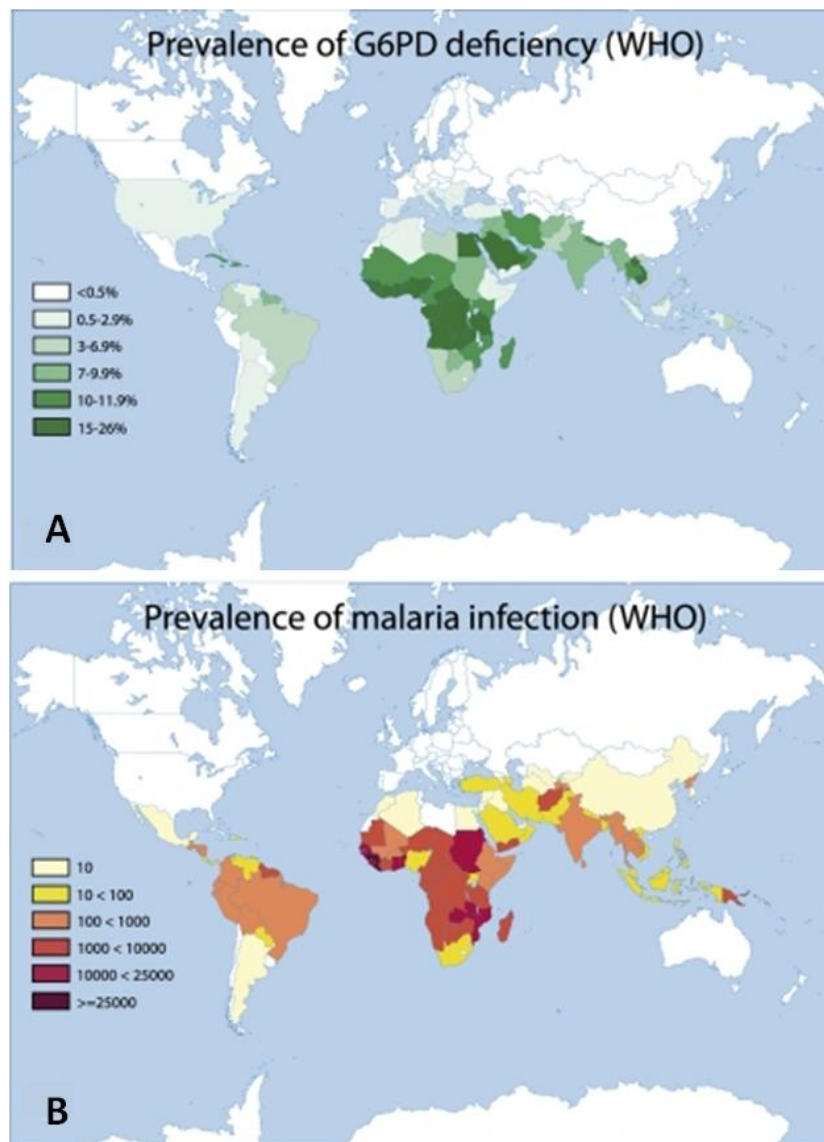 Prevalence of G6PD deficiency (WHO)
<0.5%
0.5-2.9%
3-6.9%
7-9.9%
10-11.9%
15-26%
A
Prevalence of malaria infection (WHO)
10
10 < 100
100 < 1000
1000 < 10000
10000 < 25000
>=25000
B